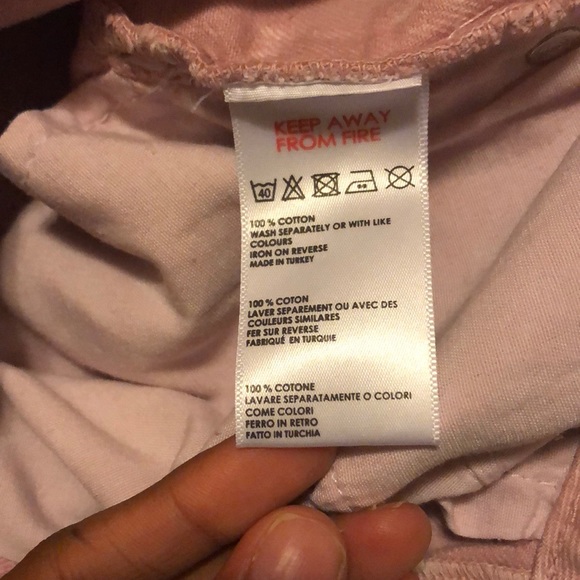 KEEP AWAY
FROM FIRE
40
100 % COTTON
WASH SEPARATELY OR WITH LIKE
COLOURS
IRON ON REVERSE
MADE IN TURKEY
100 % COTON
LAVER SEPAREMENT OU AVEC DES
COULEURS SIMILARES
FER SUR REVERSE
FABRIQUÉ EN TURQUIE
100 % COTONE
LAVARE SEPARATAMENTE O COLORI
COME COLORI
FERRO IN RETRO
FATTO IN TURCHIA